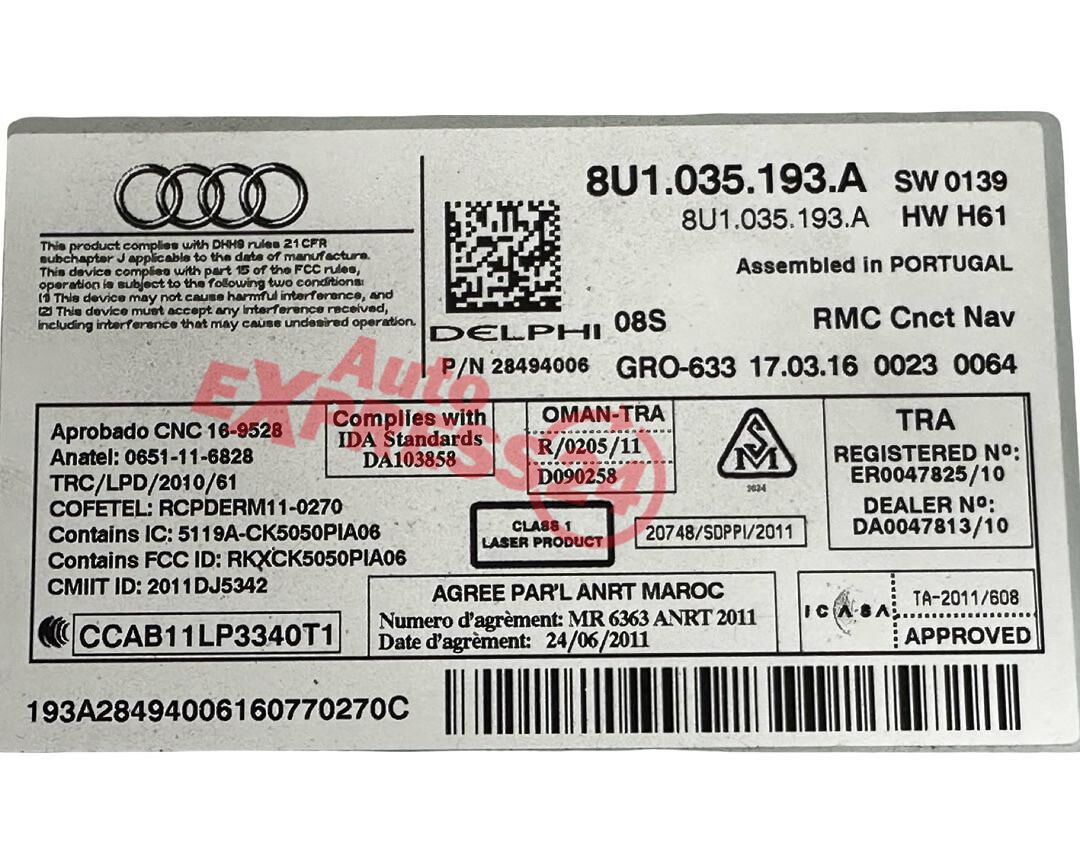 This product complies with DHHS rules 21 CFR
subchapter J applicable to the date of manufacture.
This device complies with part 15 of the FCC rules,
operation is subject to the following two conditions:
(1) This device may not cause harmful interference, and
(2) This device must accept any interference received,
including interference that may cause undesired operation.
8U1.035.193.A SW 0139
8U1.035.193.A HW H61
Assembled in PORTUGAL
DELPHI 08S RMC Cnct Nav
P/N 28494006 GRO-633 17.03.16 0023 0064
Auto
EXPRESS24
Aprobado CNC 16-9528
Anatel: 0651-11-6828
TRC/LPD/2010/61
COFETEL: RCPDERM11-0270
Contains IC: 5119A-CK5050PIA06
Contains FCC ID: RKXCK5050PIA06
CMIIT ID: 2011DJ5342
CCAB11LP3340T1
Complies with
IDA Standards
DA103858
OMAN-TRA
R/0205/11
D090258
CLASS 1
LASER PRODUCT
SM
9024
20748/SDPPI/2011
TRA
REGISTERED Nº:
ER0047825/10
DEALER Nº:
DA0047813/10
AGREE PAR'L ANRT MAROC
Numero d'agrèment: MR 6363 ANRT 2011
Date d'agrèment: 24/06/2011
ICASA
TA-2011/608
APPROVED
193A28494006160770270C